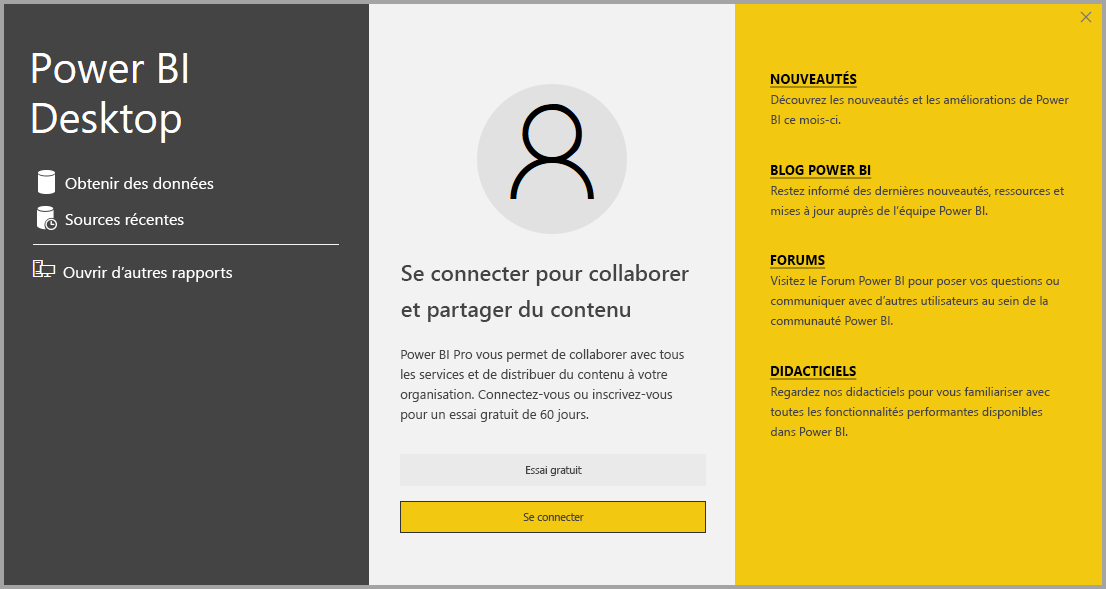 Power BI
Desktop
Obtenir des données
Sources récentes
Ouvrir d’autres rapports
Se connecter pour collaborer
et partager du contenu
Power BI Pro vous permet de collaborer avec tous
les services et de distribuer du contenu à votre
organisation. Connectez-vous ou inscrivez-vous
pour un essai gratuit de 60 jours.
Essai gratuit
Se connecter
NOUVEAUTÉS
Découvrez les nouveautés et les améliorations de Power
BI ce mois-ci.
BLOG POWER BI
Restez informé des dernières nouveautés, ressources et
mises à jour auprès de l’équipe Power BI.
FORUMS
Visitez le Forum Power BI pour poser vos questions ou
communiquer avec d’autres utilisateurs au sein de la
communauté Power BI.
DIDACTICIELS
Regardez nos didacticiels pour vous familiariser avec
toutes les fonctionnalités performantes disponibles
dans Power BI.